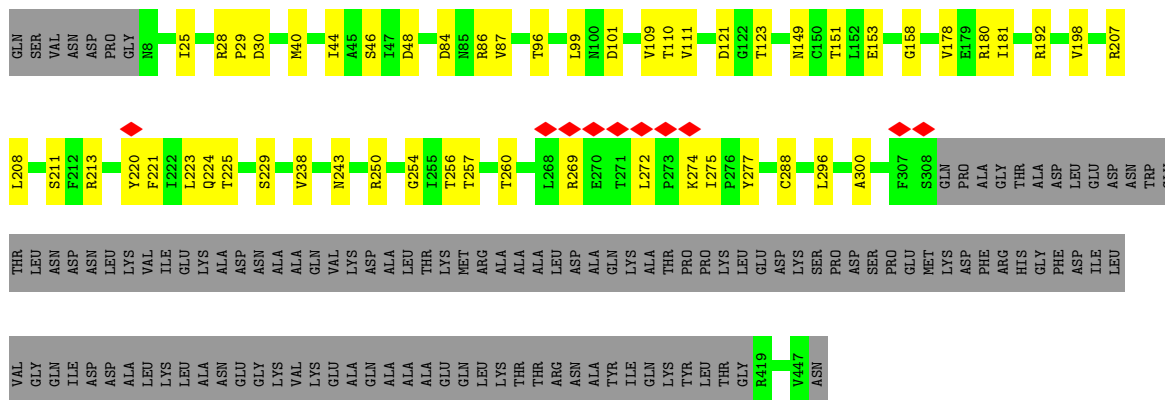 GLN SER VAL ASN ASP PRO GLY N8 I25 R28 P29 D30 M40 I44 A45 S46 I47 D48 D84 N85 R86 V87 T96 L99 N100 D101 V109 T110 V111 D121 G122 T123 N149 C150 T151 L152 E153 G158 V178 E179 R180 I181 R192 V198 R207
L208 S211 F212 R213 Y220 F221 I222 L223 Q224 T225 S229 V238 N243 R250 G254 I255 T256 T257 T260 L268 R269 E270 T271 L272 P273 K274 I275 P276 Y277 C288 L296 A300 F307 S308 GLN PRO ALA GLY THR ALA ASP LEU GLU ASP ASN TRP
THR LEU ASN ASP ASN LEU LYS VAL ILE GLU LYS ALA ASP ASN ALA ALA GLN VAL LYS ASP ALA LEU THR LYS MET ARG ALA ALA ALA LEU ASP ALA GLN LYS ALA THR PRO PRO LYS LEU GLU ASP LYS SER PRO ASP SER PRO GLU MET LYS ASP PHE ARG HIS GLY PHE ASP ILE LEU
VAL GLY GLN ILE ASP ASP ALA LEU LYS LEU ALA ASN GLU GLY LYS VAL LYS GLU ALA GLN ALA ALA ALA GLU GLN LEU LYS THR THR ARG ASN ALA TYR ILE GLN LYS TYR LEU THR GLY R419 V447 ASN